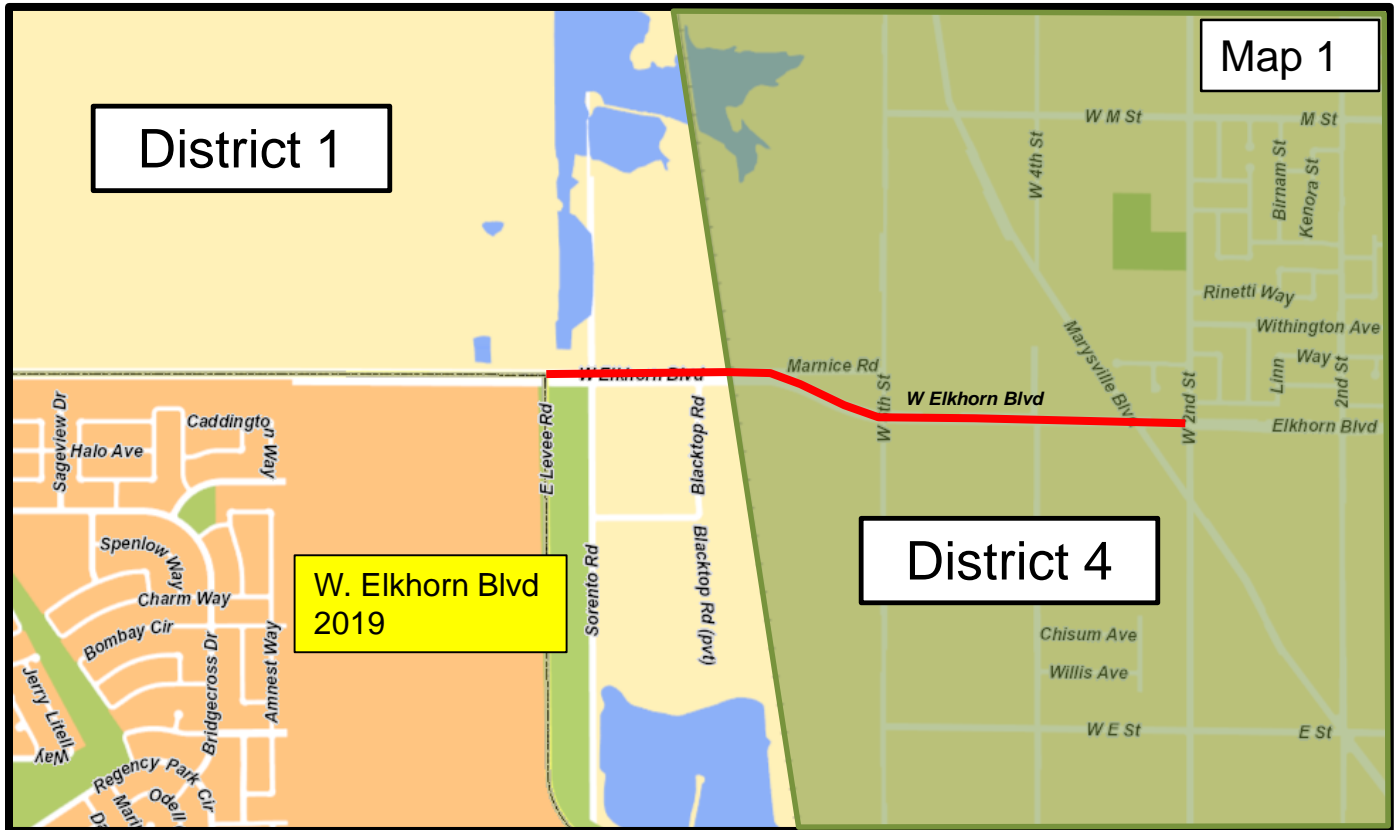 Map 1
District 1
W M St
M St
W 4th St
Birnam St
Kenora St
Rinetti Way
Withington Ave
Linn
Way
2nd St
Marysville Blv
Marnice Rd
W Elkhorn Blvd
W Elkhorn Blvd
W 2nd St
Elkhorn Blvd
Sageview Dr
Caddingto
n Way
Halo Ave
E Levee Rd
Blacktop Rd
Spenlow Way
W. Elkhorn Blvd
2019
District 4
Charm Way
Sorento Rd
Blacktop Rd (pvt)
Bombay Cir
Bridgecross Dr
Amnest Way
Chisum Ave
Willis Ave
Jerry Litell
Way
W E St
E St
Regency Park Cir
Odell